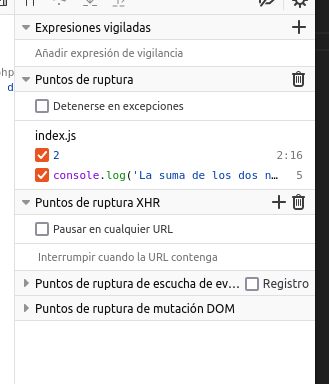 Expresiones vigiladas
Añadir expresión de vigilancia
hp
Puntos de ruptura
d
Detenerse en excepciones
index.js
2 2:16
console.log('La suma de los dos n… 5
Puntos de ruptura XHR
Pausar en cualquier URL
Interrumpir cuando la URL contenga
Puntos de ruptura de escucha de ev… Registro
Puntos de ruptura de mutación DOM